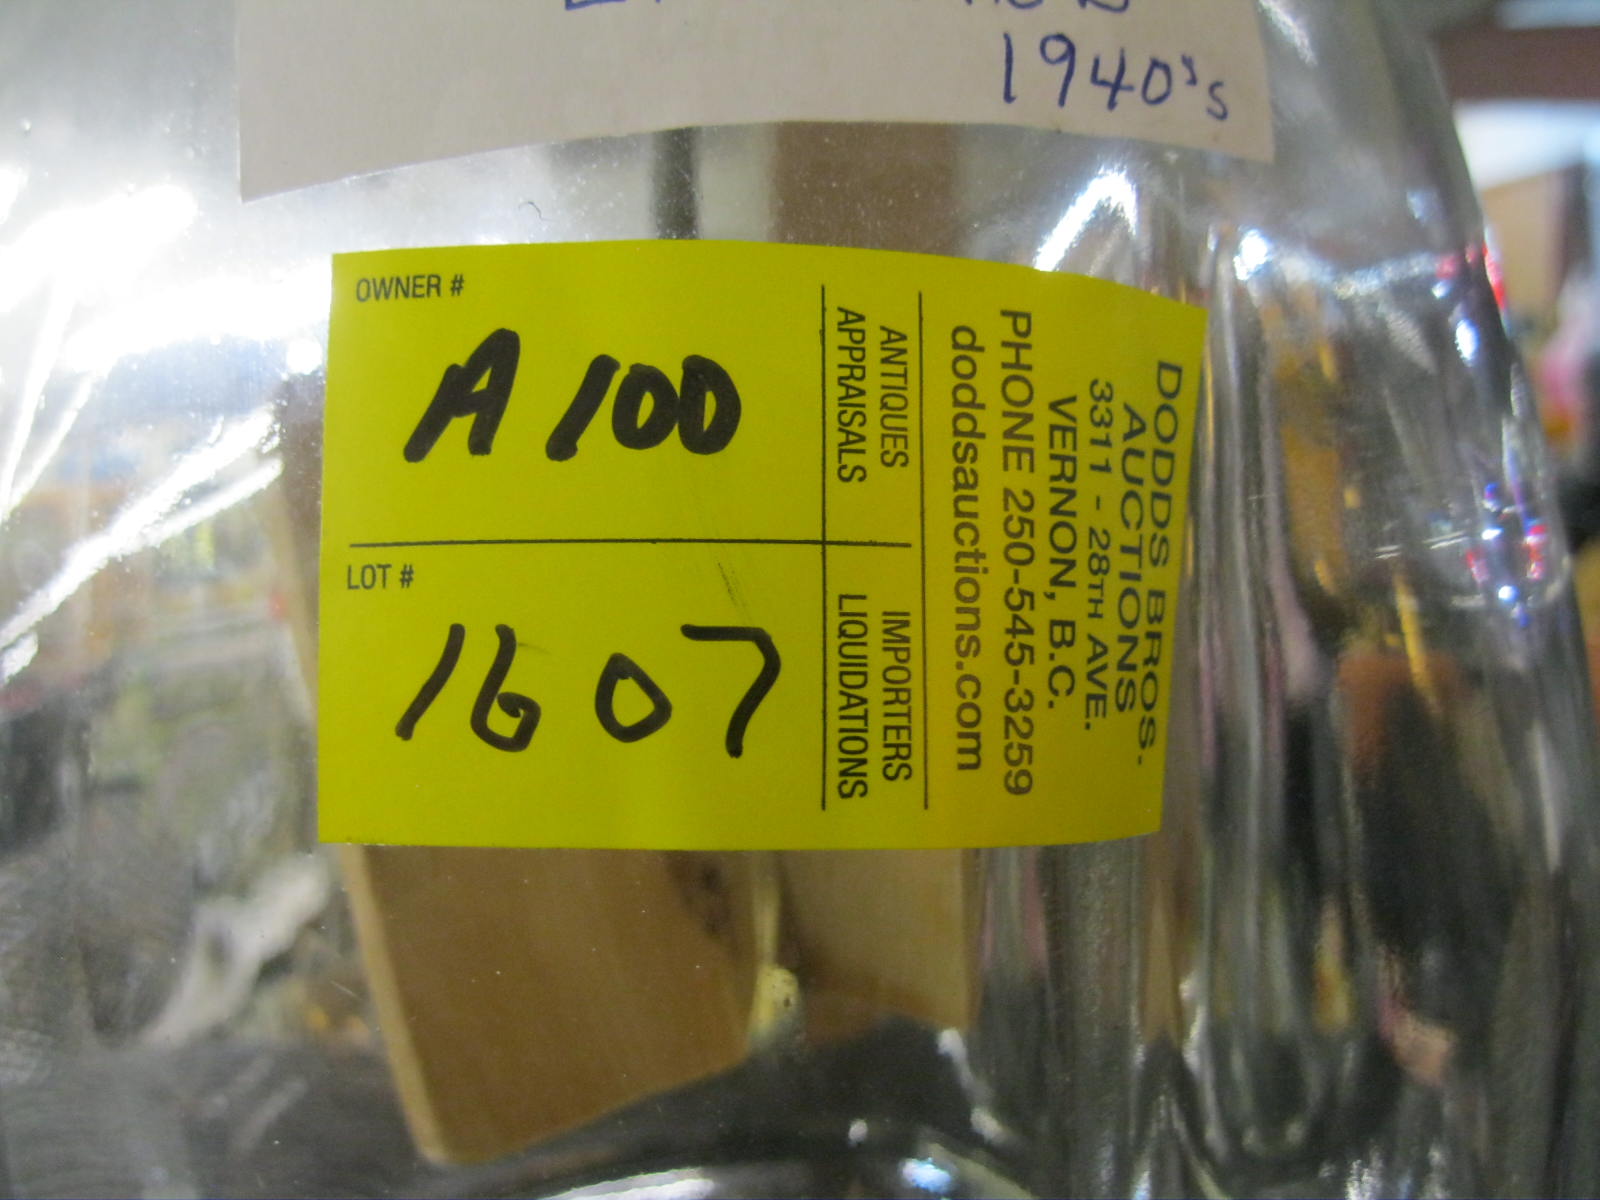 1940's
OWNER #
A100
LOT #
1607
ANTIQUES
APPRAISALS
IMPORTERS
LIQUIDATIONS
DODDS BROS.
AUCTIONS
3311 - 28TH AVE.
VERNON, B.C.
PHONE 250-545-3259
doddsauctions.com